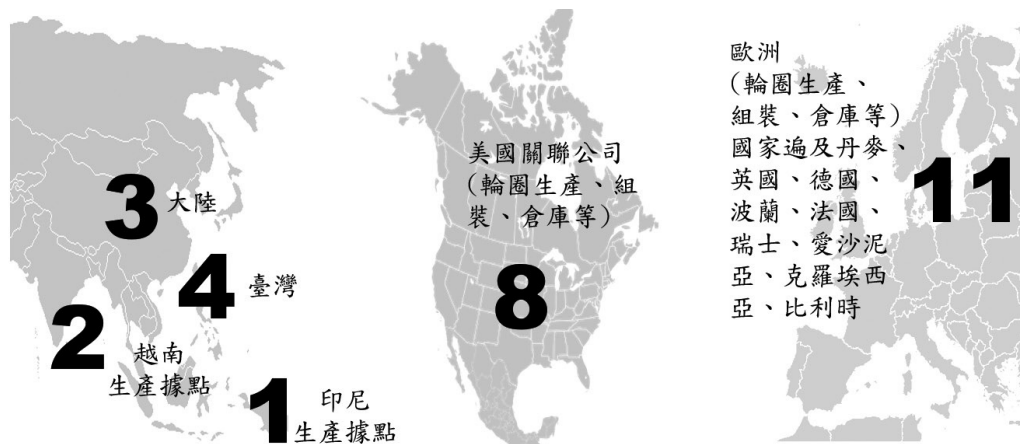 3
大陸
4
臺灣
2
越南
生產據點
1
印尼
生產據點
美國關聯公司
(輪圈生產、組
裝、倉庫等)
8
歐洲
(輪圈生產、
組裝、倉庫等)
國家遍及丹麥、
英國、德國、
波蘭、法國、
瑞士、愛沙泥
亞、克羅埃西
亞、比利時
11